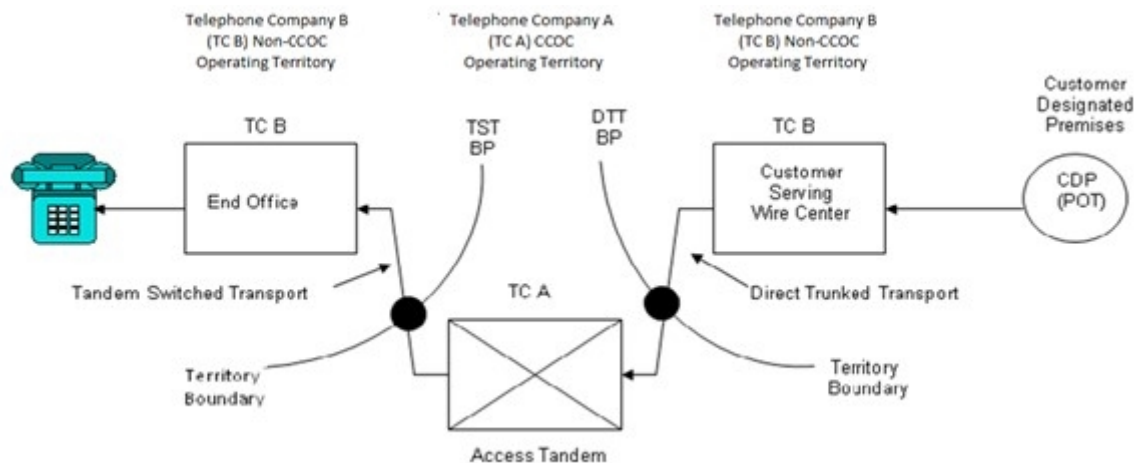 Telephone Company B
(TC B) Non-CCOC
Operating Territory
Telephone Company A
(TC A) CCOC
Operating Territory
Telephone Company B
(TC B) Non-CCOC
Operating Territory
Customer
Designated
Premises
TC B
End Office
TST
BP
DTT
BP
TC B
Customer
Serving
Wire Center
CDP
(POT)
Tandem Switched Transport
TC A
Direct Trunked Transport
Territory
Boundary
Territory
Boundary
Access Tandem